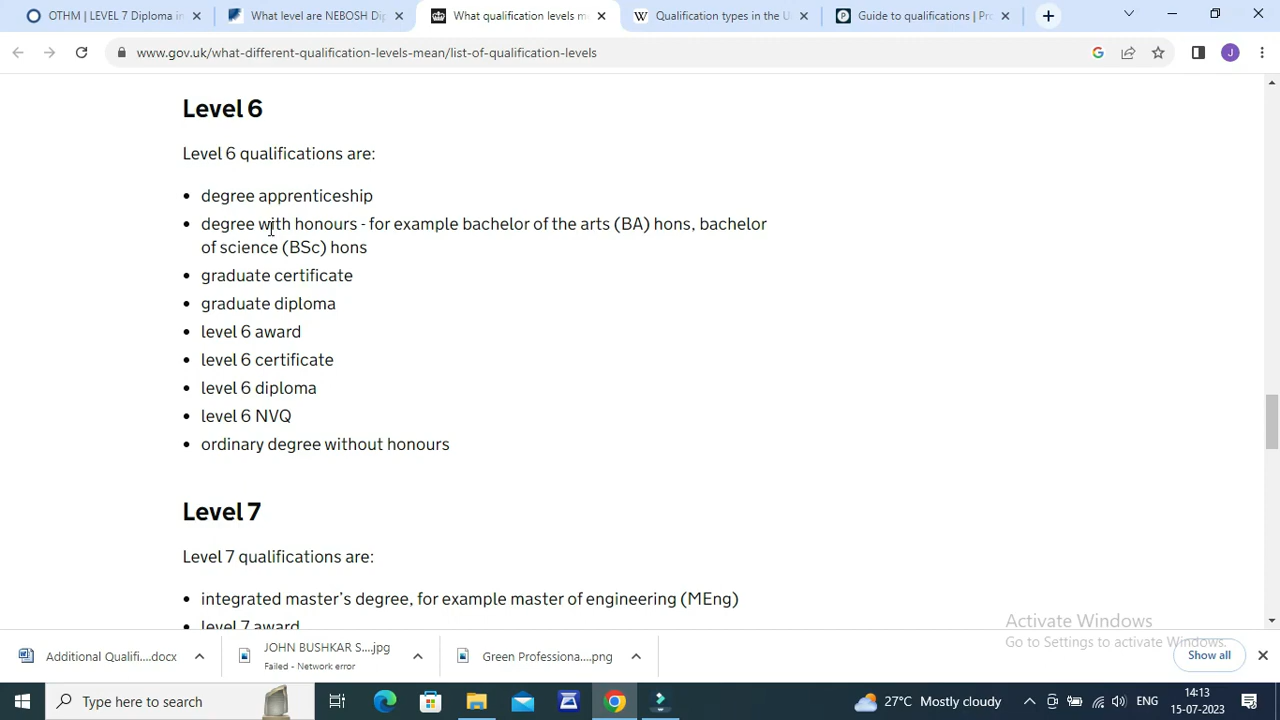 OTHM | LEVEL 7 Diploma
What level are NEBOSH Dip
What qualification levels m
Qualification types in the U
Guide to qualifications | Pro
www.gov.uk/what-different-qualification-levels-mean/list-of-qualification-levels
J
Level 6
Level 6 qualifications are:
• degree apprenticeship
• degree with honours - for example bachelor of the arts (BA) hons, bachelor
of science (BSc) hons
• graduate certificate
• graduate diploma
• level 6 award
• level 6 certificate
• level 6 diploma
• level 6 NVQ
• ordinary degree without honours
Level 7
Level 7 qualifications are:
• integrated master's degree, for example master of engineering (MEng)
• level 7 award
Activate Windows
Go to Settings to activate Windows.
Additional Qualifi....docx
JOHN BUSHKAR S....jpg
Failed - Network error
Green Professiona....png
Show all
Type here to search
27°C Mostly cloudy
ENG
14:13
15-07-2023